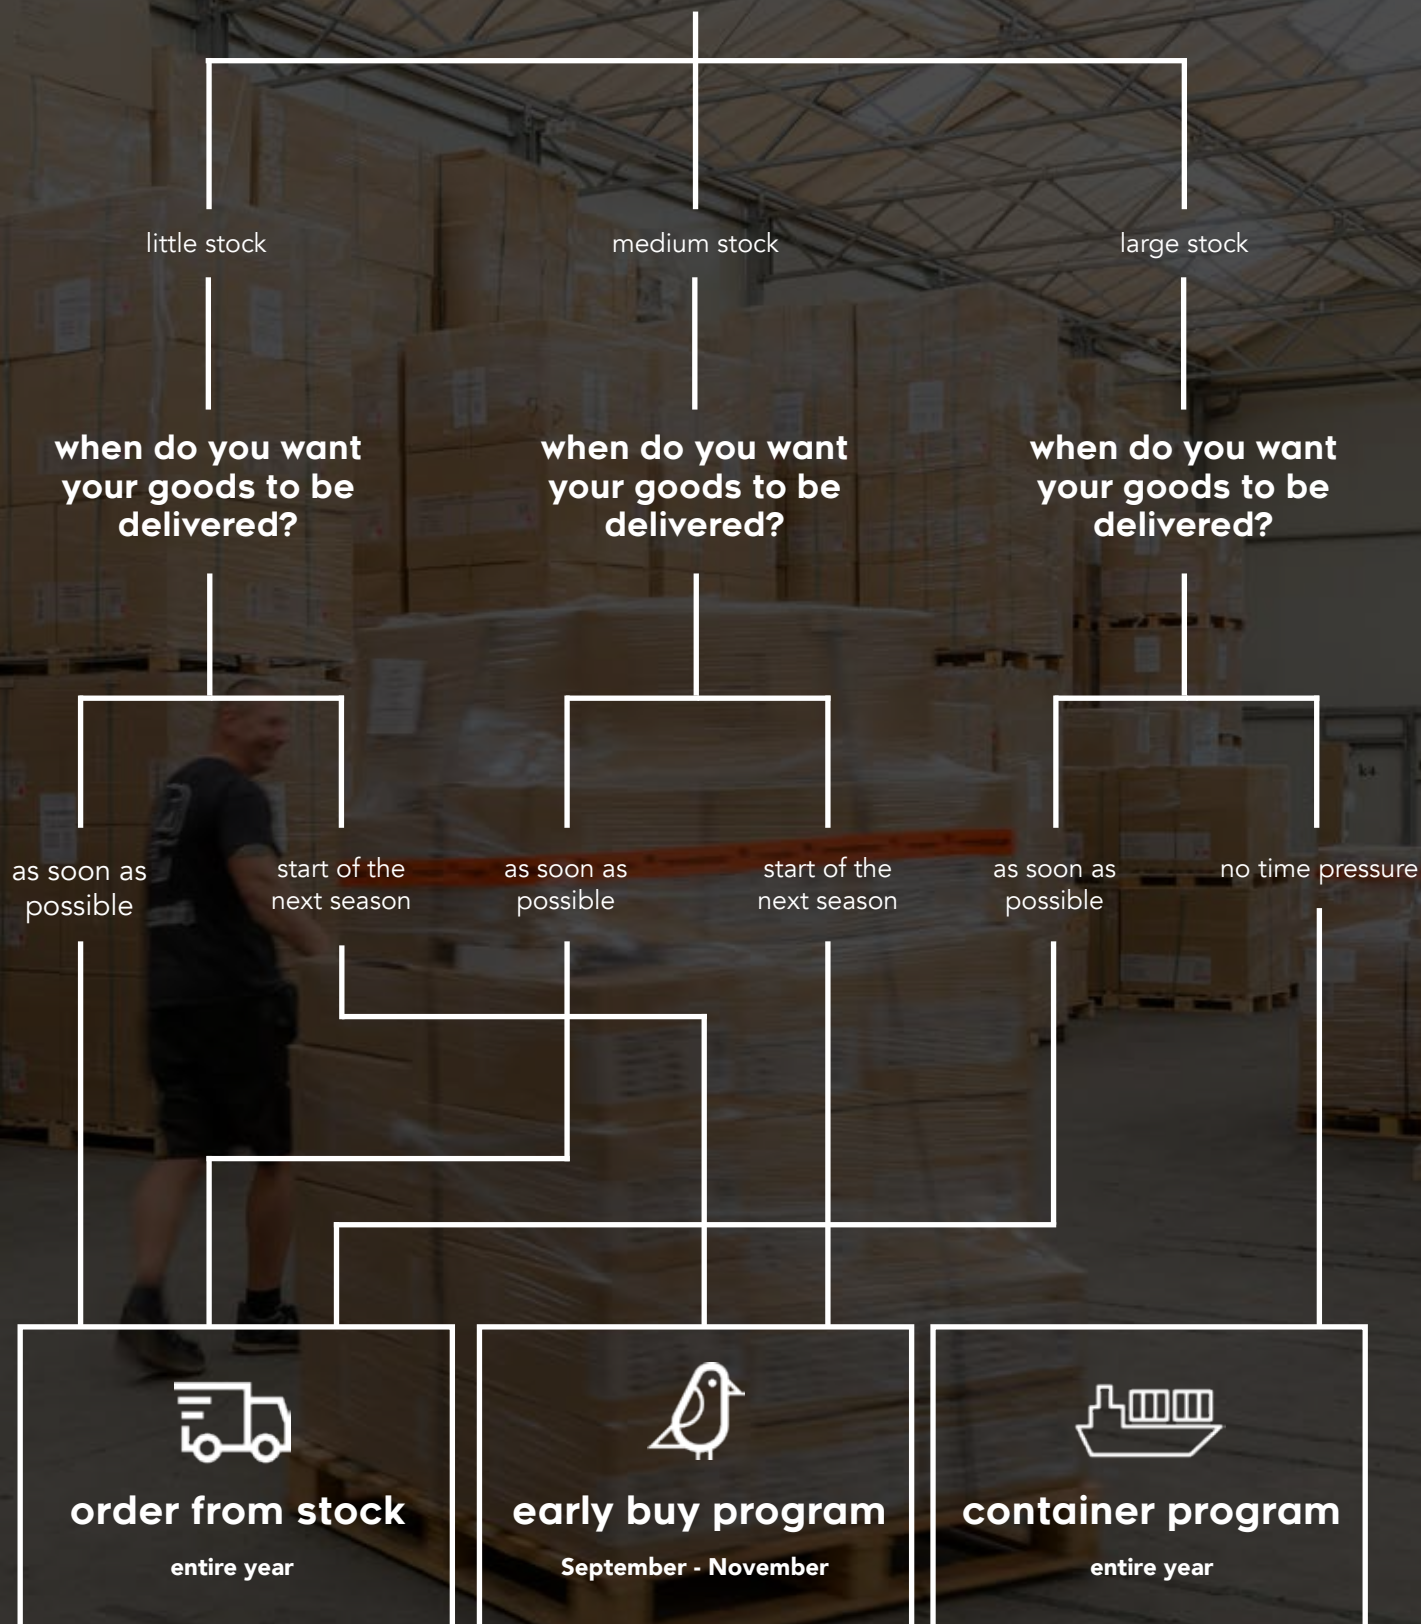 little stock
medium stock
large stock
when do you want
your goods to be
delivered?
when do you want
your goods to be
delivered?
when do you want
your goods to be
delivered?
as soon as
possible
start of the
next season
as soon as
possible
start of the
next season
as soon as
possible
no time pressure
order from stock
entire year
early buy program
September - November
container program
entire year